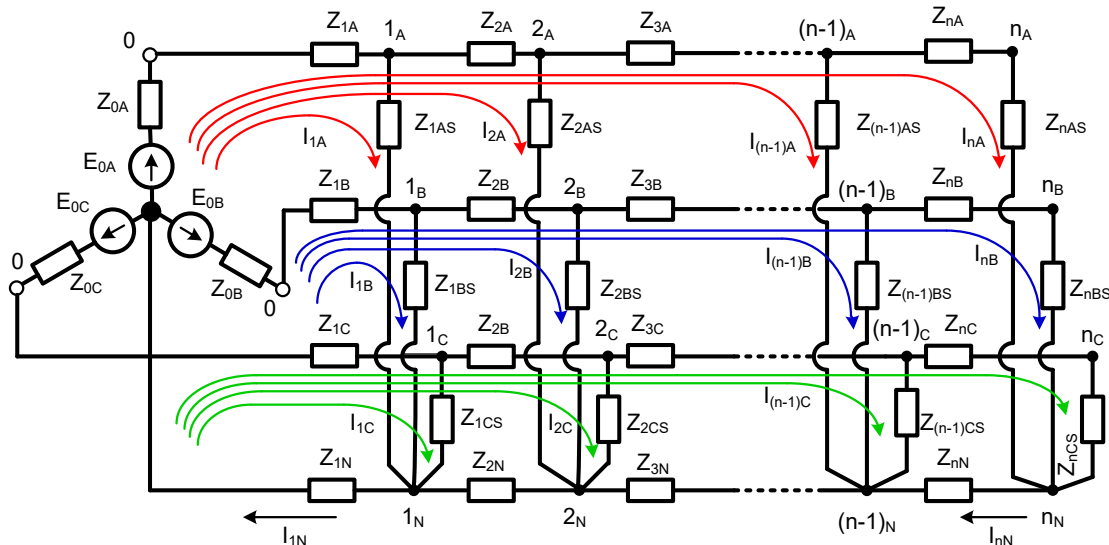 0 Z1A 1A Z2A 2A Z3A (n-1)A ZnA nA
Z0A Z1AS Z2AS Z(n-1)AS ZnAS
I1A I2A I(n-1)A InA
E0A
E0C E0B Z1B 1B Z2B 2B Z3B (n-1)B ZnB nB
0 Z0C Z0B 0
I1B Z1BS I2B Z2BS I(n-1)B Z(n-1)BS InB ZnBS
Z1C 1C Z2B 2C Z3C (n-1)C ZnC nC
I1C Z1CS I2C Z2CS I(n-1)C Z(n-1)CS ZnCS
Z1N Z2N Z3N ZnN
I1N 1N 2N (n-1)N InN nN